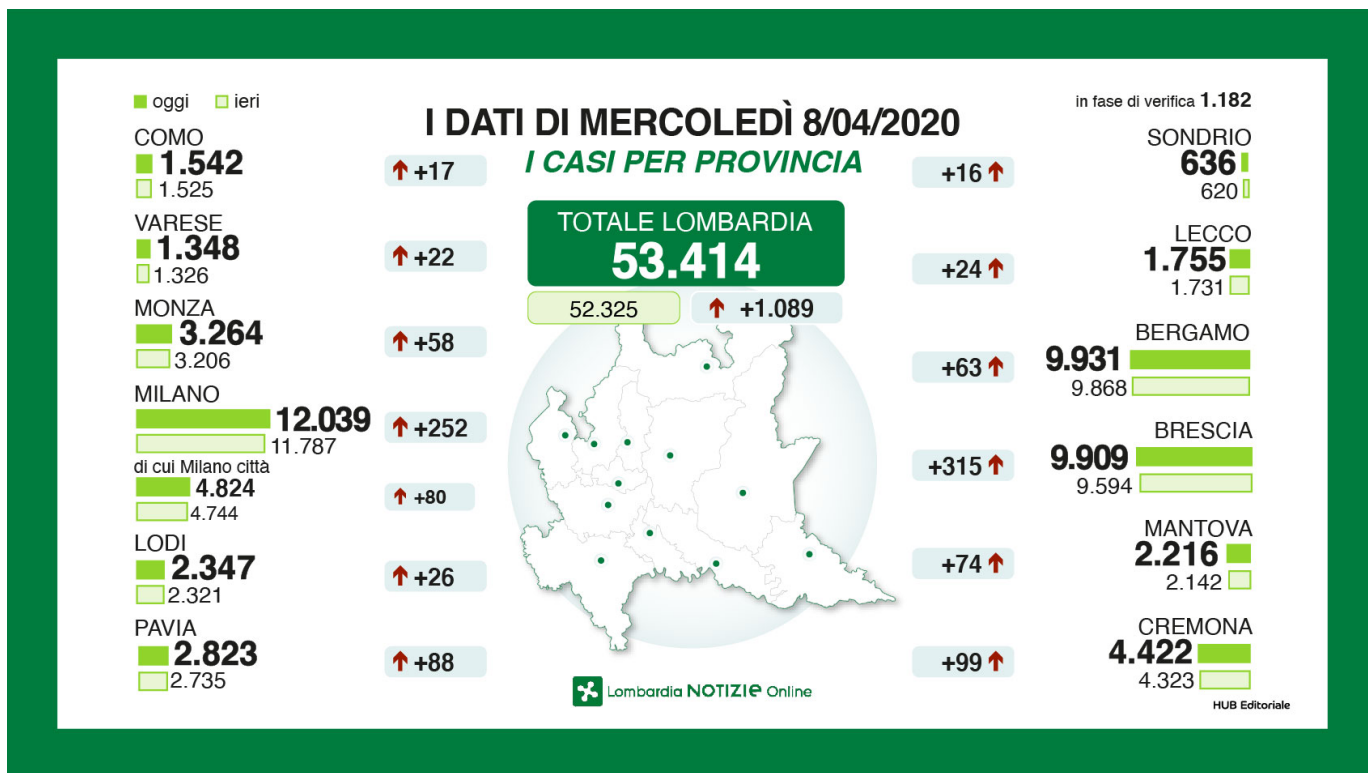 oggi ieri
I DATI DI MERCOLEDÌ 8/04/2020
I CASI PER PROVINCIA
in fase di verifica 1.182
TOTALE LOMBARDIA
53.414
52.325 +1.089
COMO
1.542
1.525
+17
VARESE
1.348
1.326
+22
MONZA
3.264
3.206
+58
MILANO
12.039
11.787
+252
di cui Milano città
4.824
4.744
+80
LODI
2.347
2.321
+26
PAVIA
2.823
2.735
+88
SONDRIO
636
620
+16
LECCO
1.755
1.731
+24
BERGAMO
9.931
9.868
+63
BRESCIA
9.909
9.594
+315
MANTOVA
2.216
2.142
+74
CREMONA
4.422
4.323
+99
Lombardia NOTIZIe Online
HUB Editoriale